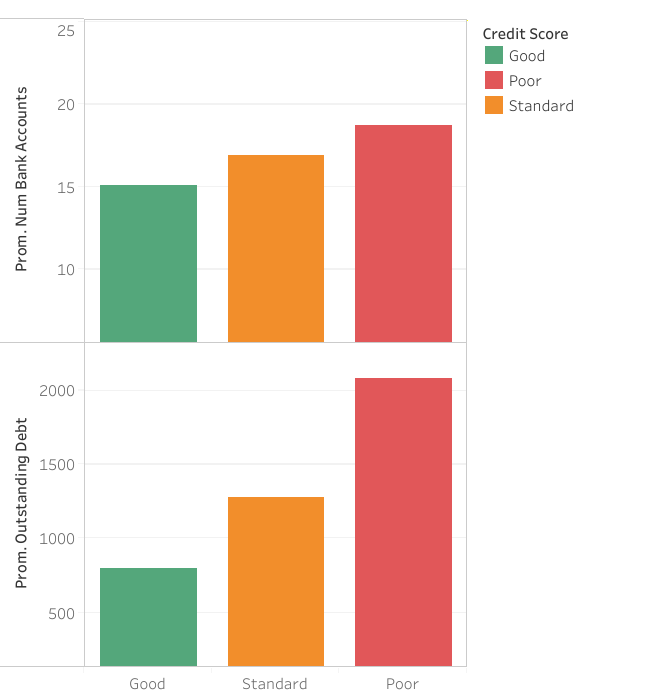 Prom. Num Bank Accounts
25
20
15
10
Prom. Outstanding Debt
2000
1500
1000
500
Good
Standard
Poor
Credit Score
Good
Poor
Standard